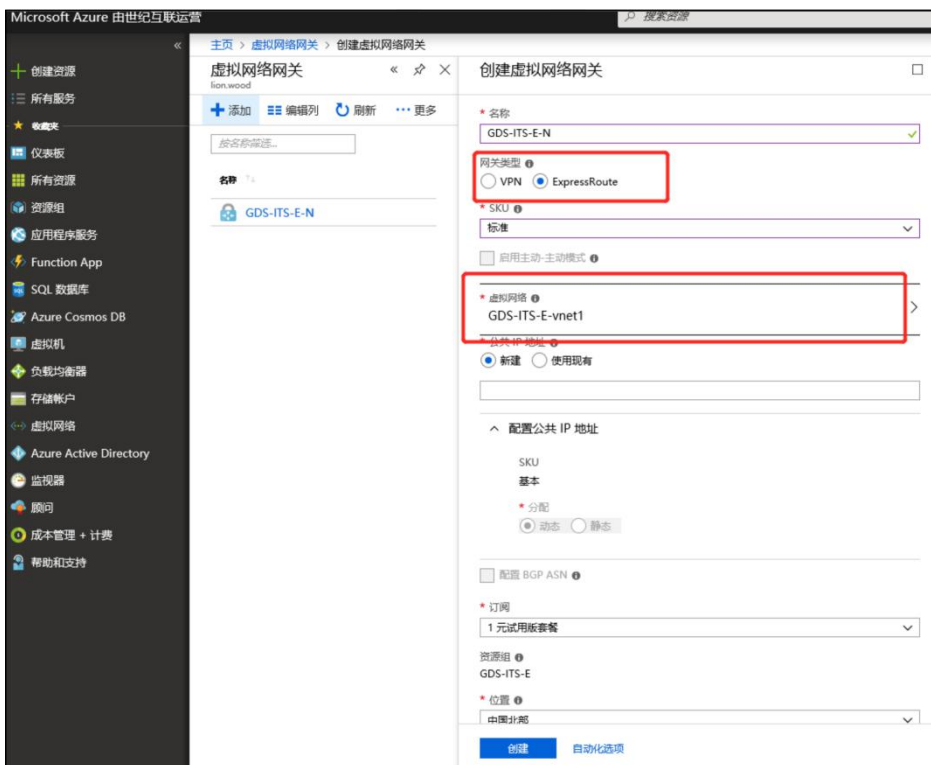 Microsoft Azure 由世纪互联运营
搜索资源
«
主页 > 虚拟网络网关 > 创建虚拟网络网关
创建资源
所有服务
收藏夹
仪表板
所有资源
资源组
应用程序服务
Function App
SQL 数据库
Azure Cosmos DB
虚拟机
负载均衡器
存储帐户
虚拟网络
Azure Active Directory
监视器
顾问
成本管理 + 计费
帮助和支持
虚拟网络网关
lion.wood
添加 编辑列 刷新 ··· 更多
按名称筛选...
名称
GDS-ITS-E-N
创建虚拟网络网关
* 名称
GDS-ITS-E-N
网关类型
VPN ExpressRoute
* SKU
标准
启用主动-主动模式
* 虚拟网络
GDS-ITS-E-vnet1
* 公共 IP 地址
新建 使用现有
配置公共 IP 地址
SKU
基本
* 分配
动态 静态
配置 BGP ASN
* 订阅
1 元试用版套餐
资源组
GDS-ITS-E
* 位置
中国北部
创建 自动化选项